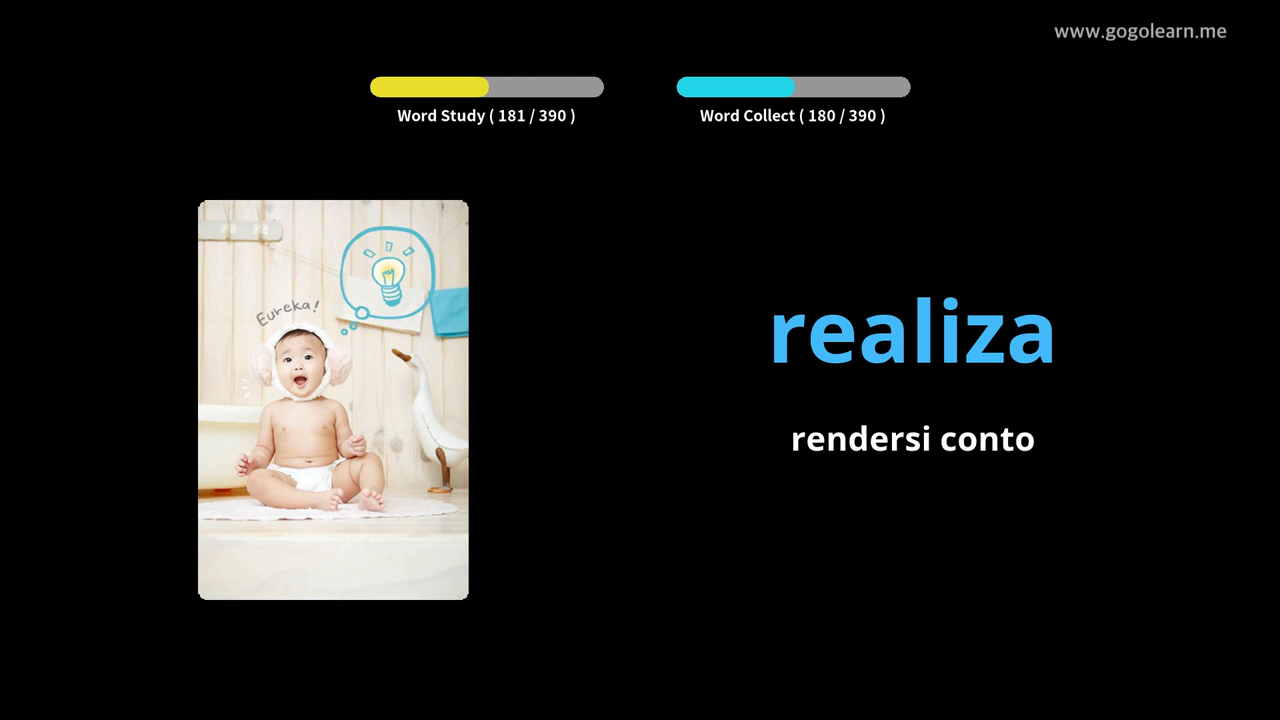 www.gogolearn.me
Word Study ( 181 / 390 )
Word Collect ( 180 / 390 )
Eureka!
realiza
rendersi conto